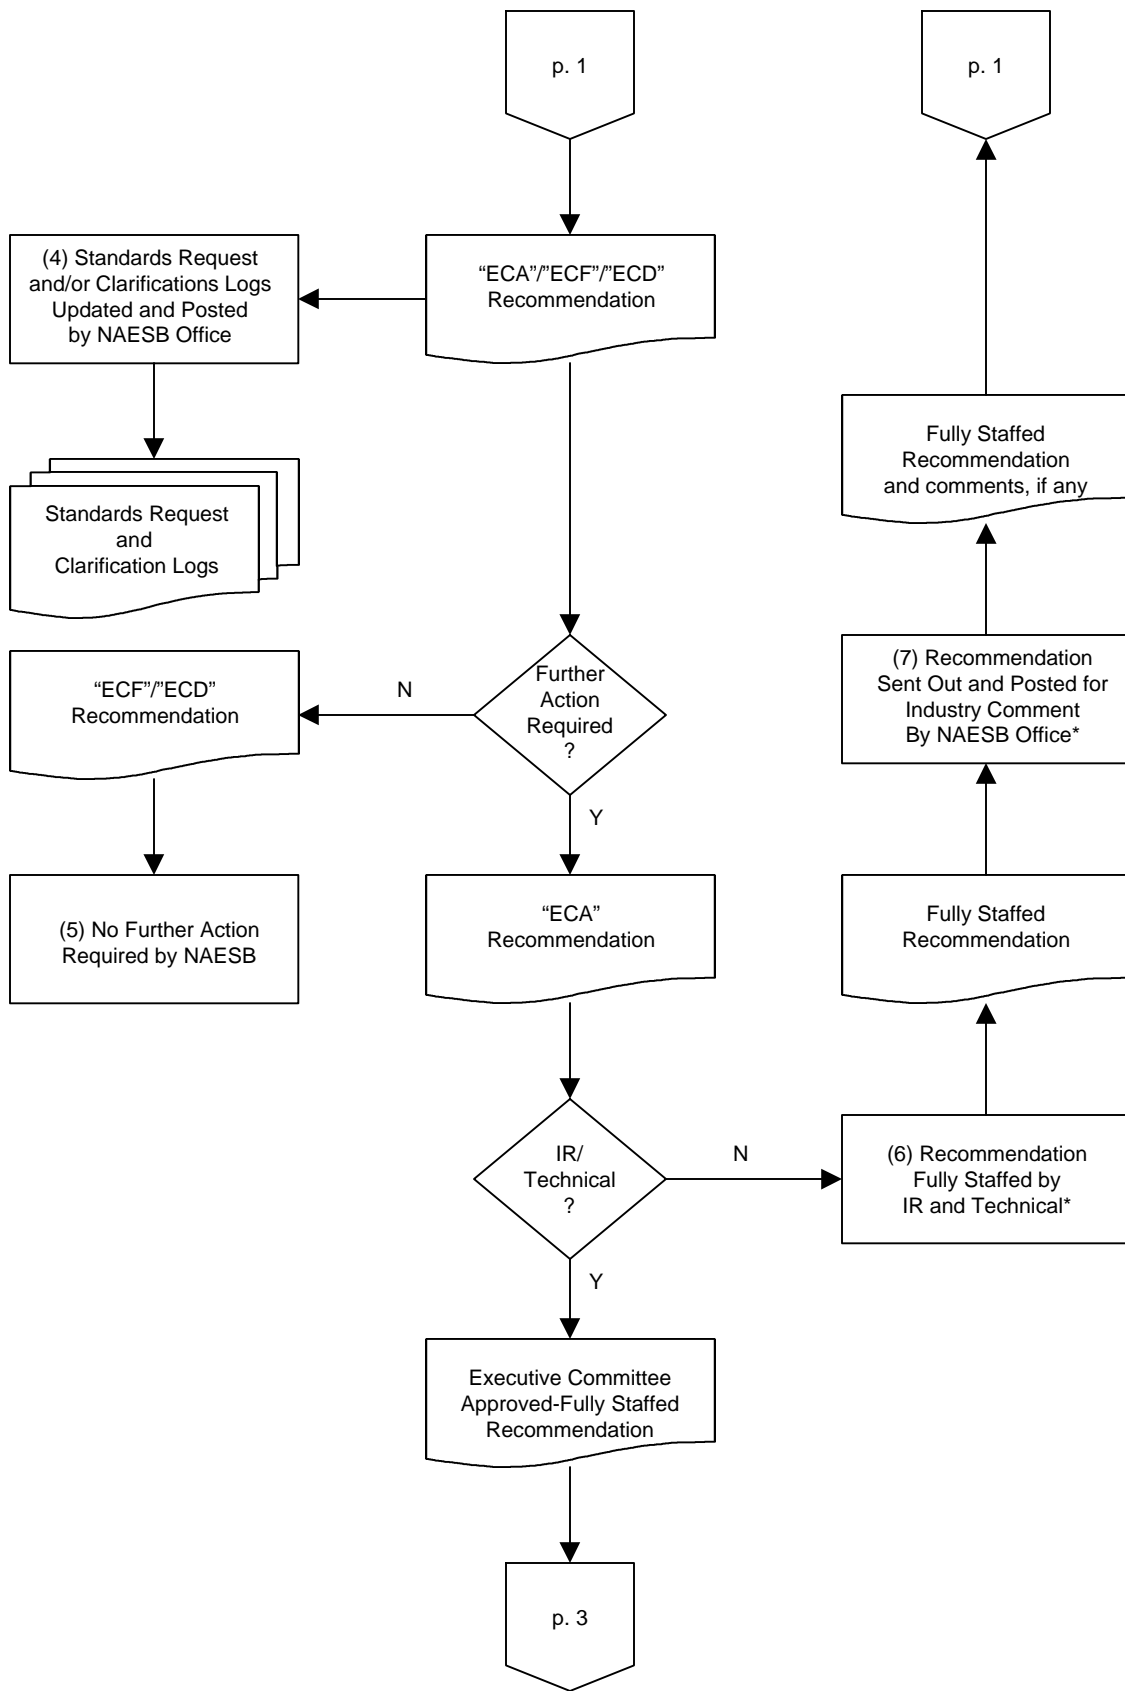 p. 1
p. 1
(4) Standards Request
and/or Clarifications Logs
Updated and Posted
by NAESB Office
“ECA”/”ECF”/”ECD”
Recommendation
Fully Staffed
Recommendation
and comments, if any
Standards Request
and
Clarification Logs
“ECF”/”ECD”
Recommendation
N
Further
Action
Required
?
Y
(7) Recommendation
Sent Out and Posted for
Industry Comment
By NAESB Office*
(5) No Further Action
Required by NAESB
“ECA”
Recommendation
Fully Staffed
Recommendation
IR/
Technical
?
N
Y
(6) Recommendation
Fully Staffed by
IR and Technical*
Executive Committee
Approved-Fully Staffed
Recommendation
p. 3